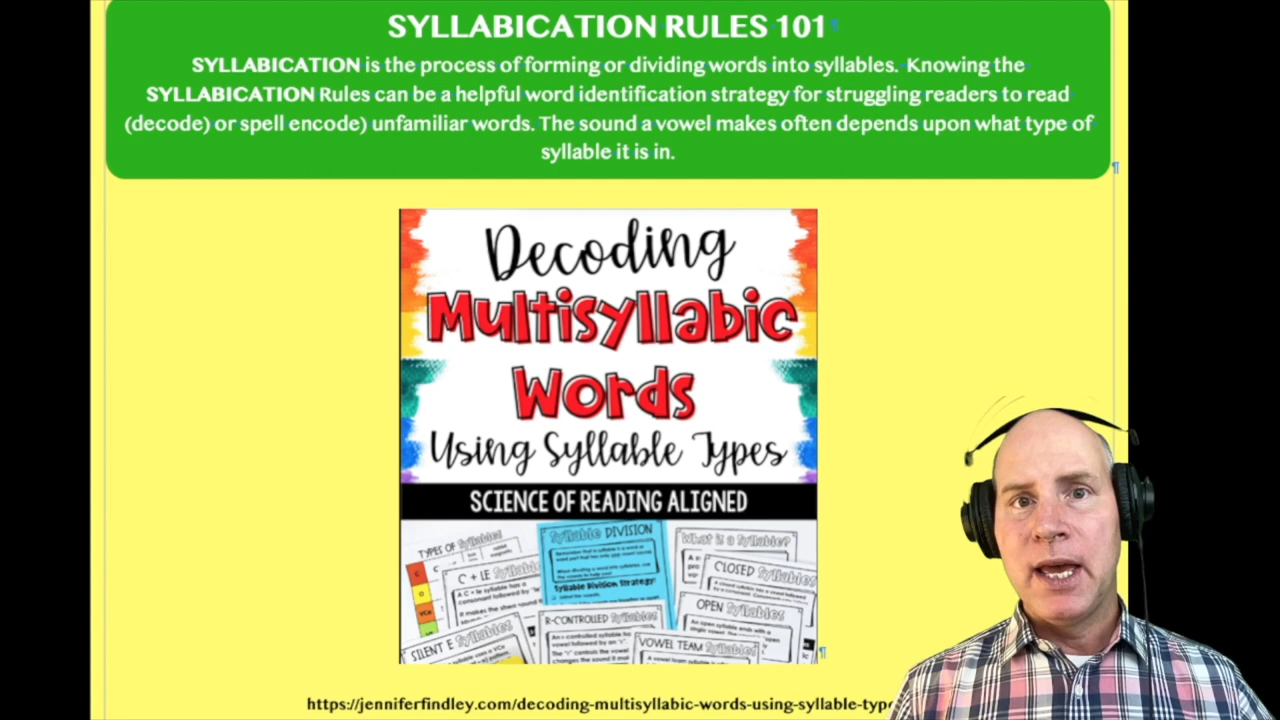 SYLLABICATION RULES 101¶
SYLLABICATION is the process of forming or dividing words into syllables. Knowing the
SYLLABICATION Rules can be a helpful word identification strategy for struggling readers to read
(decode) or spell encode) unfamiliar words. The sound a vowel makes often depends upon what type of
syllable it is in.
¶
Decoding
Multisyllabic
Words
Using Syllable Types
SCIENCE OF READING ALIGNED
TYPES OF Syllables
C + LE Syllables
SILENT E Syllables
Syllable DIVISION
Syllable Division Strategy:
R-CONTROLLED Syllables
What is a Syllable?
CLOSED Syllables
OPEN Syllables
VOWEL TEAM Syllables
¶
https://jenniferfindley.com/decoding-multisyllabic-words-using-syllable-type